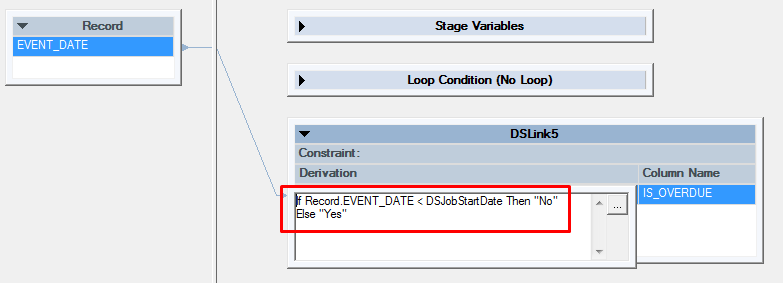 Record
EVENT_DATE
Stage Variables
Loop Condition (No Loop)
DSLink5
Constraint:
Derivation
Column Name
If Record.EVENT_DATE < DSJobStartDate Then "No"
Else "Yes"
...
IS_OVERDUE